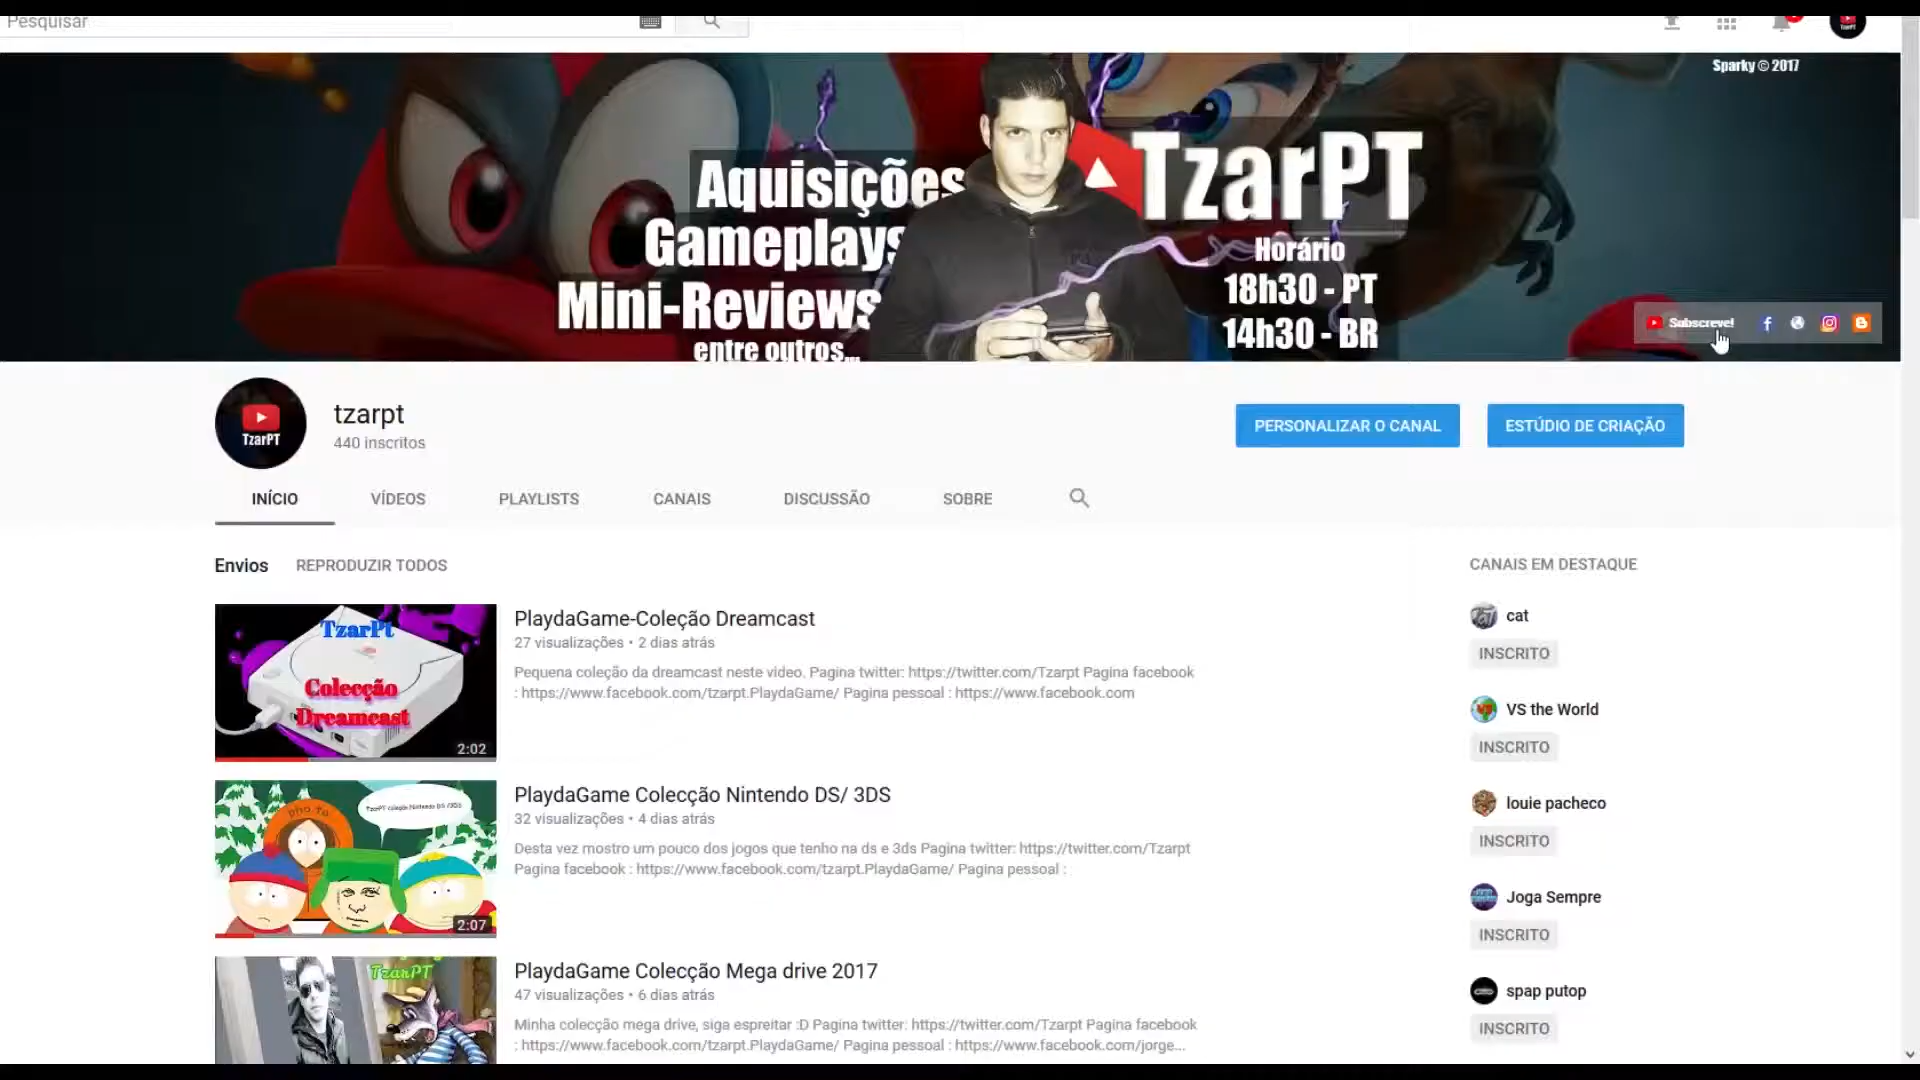 Pesquisar
Sparky © 2017
Aquisições
Gameplays
Mini-Reviews
entre outros...
TzarPT
Horário
18h30 - PT
14h30 - BR
Subscreve!
TzarPT
tzarpt
440 inscritos
PERSONALIZAR O CANAL
ESTÚDIO DE CRIAÇÃO
INÍCIO
VÍDEOS
PLAYLISTS
CANAIS
DISCUSSÃO
SOBRE
Envios
REPRODUZIR TODOS
TzarPt
Colecção
Dreamcast
2:02
PlaydaGame-Coleção Dreamcast
27 visualizações • 2 dias atrás
Pequena coleção da dreamcast neste video. Pagina twitter: https://twitter.com/Tzarpt Pagina facebook
: https://www.facebook.com/tzarpt.PlaydaGame/ Pagina pessoal : https://www.facebook.com
2:07
PlaydaGame Colecção Nintendo DS/ 3DS
32 visualizações • 4 dias atrás
Desta vez mostro um pouco dos jogos que tenho na ds e 3ds Pagina twitter: https://twitter.com/Tzarpt
Pagina facebook : https://www.facebook.com/tzarpt.PlaydaGame/ Pagina pessoal :
TzarPT
PlaydaGame Colecção Mega drive 2017
47 visualizações • 6 dias atrás
Minha colecção mega drive, siga espreitar :D Pagina twitter: https://twitter.com/Tzarpt Pagina facebook
: https://www.facebook.com/tzarpt.PlaydaGame/ Pagina pessoal : https://www.facebook.com/jorge...
CANAIS EM DESTAQUE
cat
INSCRITO
VS the World
INSCRITO
louie pacheco
INSCRITO
Joga Sempre
INSCRITO
spap putop
INSCRITO